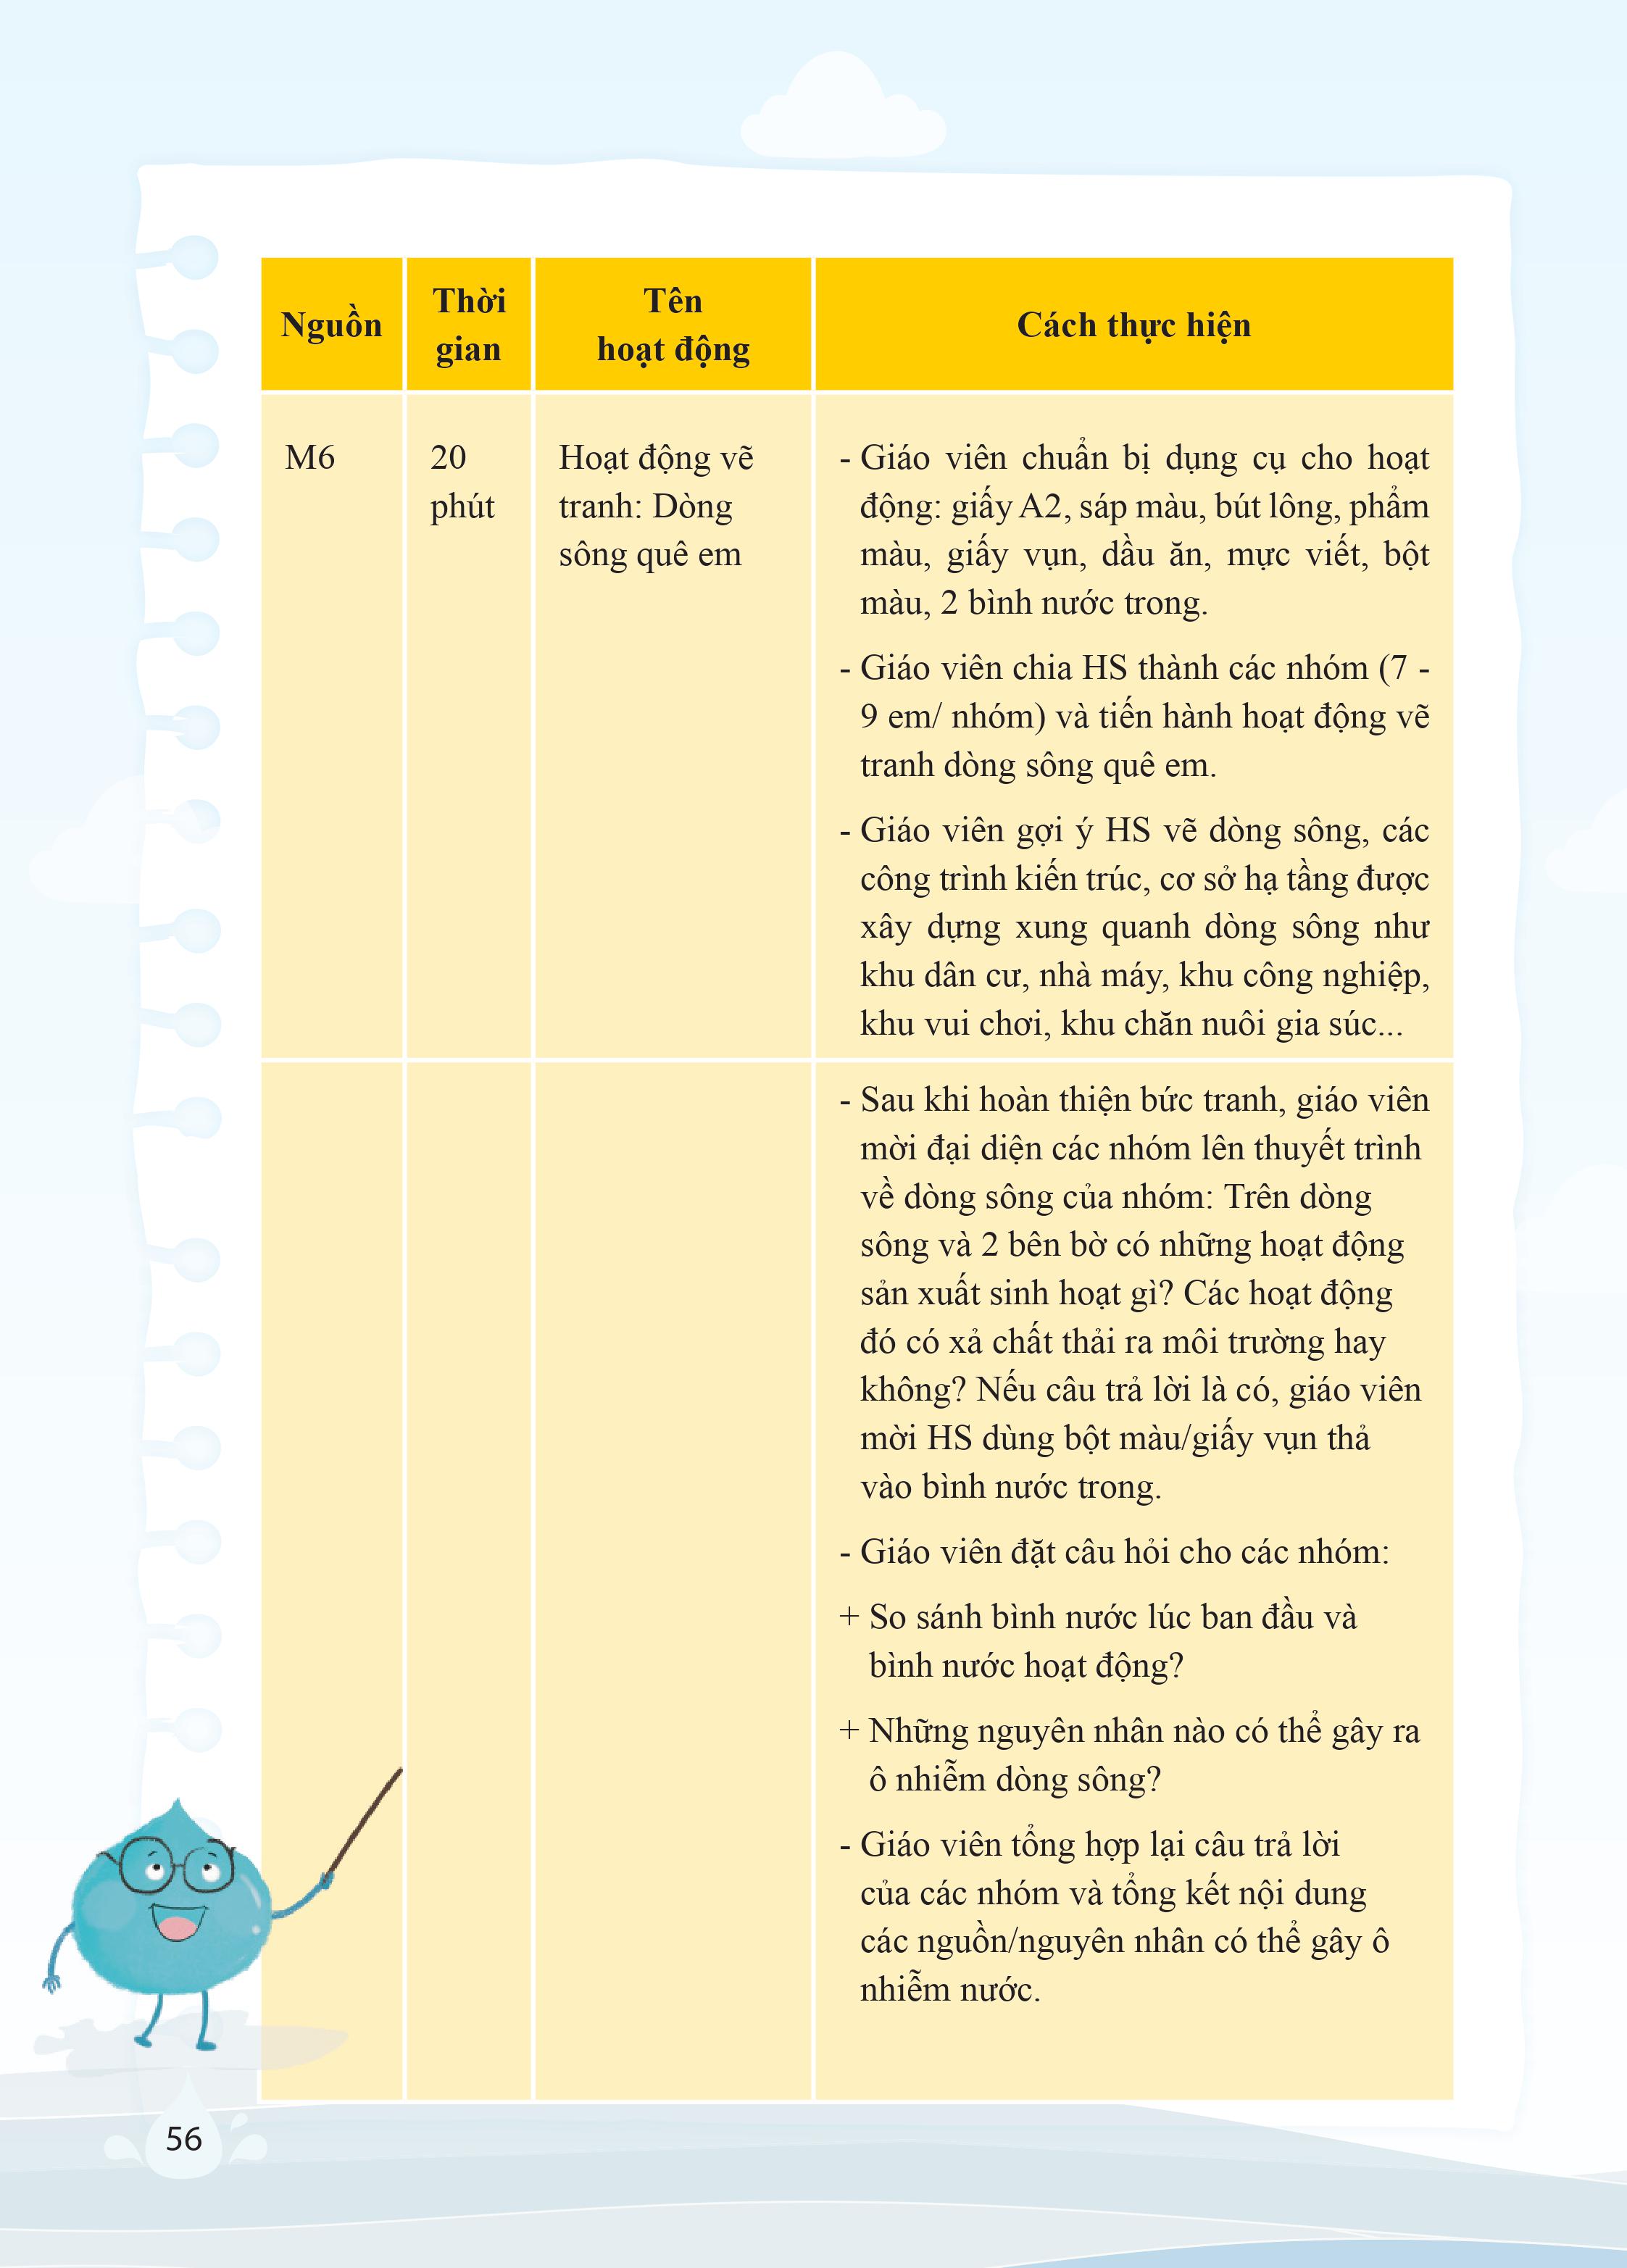 Nguồn
Thời
gian
Tên
hoạt động
Cách thực hiện
M6
20
phút
Hoạt động vẽ
tranh: Dòng
sông quê em
- Giáo viên chuẩn bị dụng cụ cho hoạt
động: giấy A2, sáp màu, bút lông, phẩm
màu, giấy vụn, dầu ăn, mực viết, bột
màu, 2 bình nước trong.
- Giáo viên chia HS thành các nhóm (7 -
9 em/ nhóm) và tiến hành hoạt động vẽ
tranh dòng sông quê em.
- Giáo viên gợi ý HS vẽ dòng sông, các
công trình kiến trúc, cơ sở hạ tầng được
xây dựng xung quanh dòng sông như
khu dân cư, nhà máy, khu công nghiệp,
khu vui chơi, khu chăn nuôi gia súc...
- Sau khi hoàn thiện bức tranh, giáo viên
mời đại diện các nhóm lên thuyết trình
về dòng sông của nhóm: Trên dòng
sông và 2 bên bờ có những hoạt động
sản xuất sinh hoạt gì? Các hoạt động
đó có xả chất thải ra môi trường hay
không? Nếu câu trả lời là có, giáo viên
mời HS dùng bột màu/giấy vụn thả
vào bình nước trong.
- Giáo viên đặt câu hỏi cho các nhóm:
+ So sánh bình nước lúc ban đầu và
bình nước hoạt động?
+ Những nguyên nhân nào có thể gây ra
ô nhiễm dòng sông?
- Giáo viên tổng hợp lại câu trả lời
của các nhóm và tổng kết nội dung
các nguồn/nguyên nhân có thể gây ô
nhiễm nước.
56